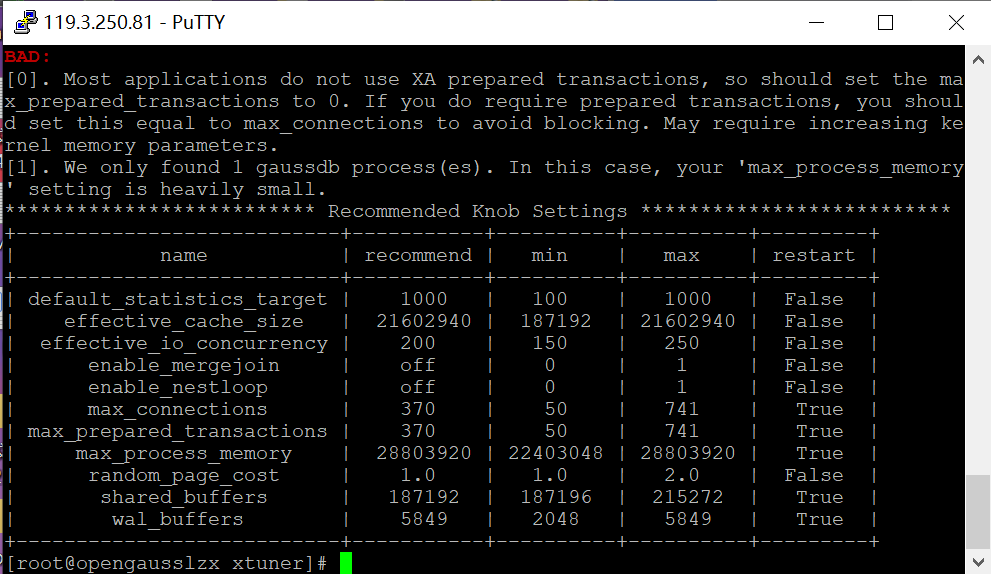 119.3.250.81 - PuTTY
BAD:
[0]. Most applications do not use XA prepared transactions, so should set the ma
x_prepared_transactions to 0. If you do require prepared transactions, you shoul
d set this equal to max_connections to avoid blocking. May require increasing ke
rnel memory parameters.
[1]. We only found 1 gaussdb process(es). In this case, your 'max_process_memory
' setting is heavily small.
************************** Recommended Knob Settings **************************
+---------------------------+-----------+----------+----------+---------+
| name | recommend | min | max | restart |
+---------------------------+-----------+----------+----------+---------+
| default_statistics_target | 1000 | 100 | 1000 | False |
| effective_cache_size | 21602940 | 187192 | 21602940 | False |
| effective_io_concurrency | 200 | 150 | 250 | False |
| enable_mergejoin | off | 0 | 1 | False |
| enable_nestloop | off | 0 | 1 | False |
| max_connections | 370 | 50 | 741 | True |
| max_prepared_transactions | 370 | 50 | 741 | True |
| max_process_memory | 28803920 | 22403048 | 28803920 | True |
| random_page_cost | 1.0 | 1.0 | 2.0 | False |
| shared_buffers | 187192 | 187196 | 215272 | True |
| wal_buffers | 5849 | 2048 | 5849 | True |
+---------------------------+-----------+----------+----------+---------+
[root@opengausslzx xtuner]#